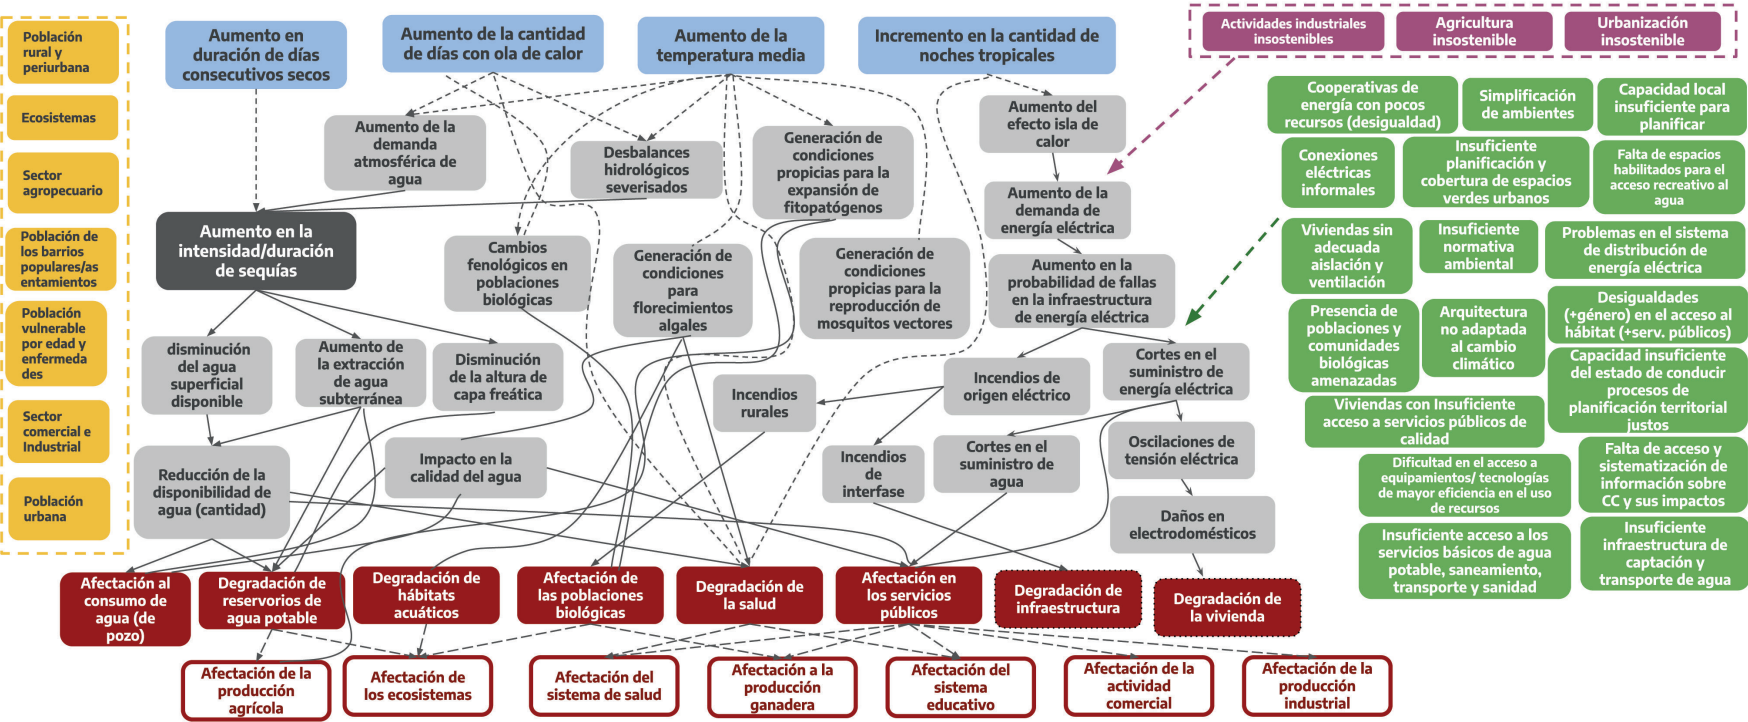 Población
rural y
periurbana
Ecosistemas
Sector
agropecuario
Población de
los barrios
populares/as
entamientos
Población
vulnerable
por edad y
enfermeda
des
Sector
comercial e
Industrial
Población
urbana
Aumento en
duración de días
consecutivos secos
Aumento de la cantidad
de días con ola de calor
Aumento de la
temperatura media
Incremento en la cantidad de
noches tropicales
Actividades industriales
insostenibles
Agricultura
insostenible
Urbanización
insostenible
Aumento de la
demanda
atmosférica de
agua
Desbalances
hidrológicos
severisados
Generación de
condiciones
propicias para la
expansión de
fitopatógenos
Aumento del
efecto isla de
calor
Aumento de la
demanda de
energía eléctrica
Aumento en la
intensidad/duración
de sequías
Cambios
fenológicos en
poblaciones
biológicas
Generación de
condiciones
para
florecimientos
algales
Generación de
condiciones
propicias para la
reproducción de
mosquitos vectores
Aumento en la
probabilidad de fallas
en la infraestructura
de energía eléctrica
disminución
del agua
superficial
disponible
Aumento de
la extracción
de agua
subterránea
Disminución
de la altura de
capa freática
Incendios
rurales
Incendios de
origen eléctrico
Cortes en el
suministro de
energía eléctrica
Reducción de la
disponibilidad de
agua (cantidad)
Impacto en la
calidad del agua
Incendios
de
interfase
Cortes en el
suministro de
agua
Oscilaciones de
tensión eléctrica
Daños en
electrodomésticos
Afectación al
consumo de
agua (de
pozo)
Degradación de
reservorios de
agua potable
Degradación de
hábitats
acuáticos
Afectación de
las poblaciones
biológicas
Degradación de
la salud
Afectación en
los servicios
públicos
Degradación de
infraestructura
Degradación de
la vivienda
Afectación de la
producción
agrícola
Afectación de
los ecosistemas
Afectación del
sistema de salud
Afectación a la
producción
ganadera
Afectación del
sistema
educativo
Afectación de la
actividad
comercial
Afectación de la
producción
industrial
Cooperativas de
energía con pocos
recursos (desigualdad)
Simplificación
de ambientes
Capacidad local
insuficiente para
planificar
Conexiones
eléctricas
informales
Insuficiente
planificación y
cobertura de espacios
verdes urbanos
Falta de espacios
habilitados para el
acceso recreativo al
agua
Viviendas sin
adecuada
aislación y
ventilación
Insuficiente
normativa
ambiental
Problemas en el sistema
de distribución de
energía eléctrica
Presencia de
poblaciones y
comunidades
biológicas
amenazadas
Arquitectura
no adaptada
al cambio
climático
Desigualdades
(+género) en el acceso al
hábitat (+serv. públicos)
Capacidad insuficiente
del estado de conducir
procesos de
planificación territorial
justos
Viviendas con Insuficiente
acceso a servicios públicos de
calidad
Dificultad en el acceso a
equipamientos/ tecnologías
de mayor eficiencia en el uso
de recursos
Falta de acceso y
sistematización de
información sobre
CC y sus impactos
Insuficiente acceso a los
servicios básicos de agua
potable, saneamiento,
transporte y sanidad
Insuficiente
infraestructura de
captación y
transporte de agua